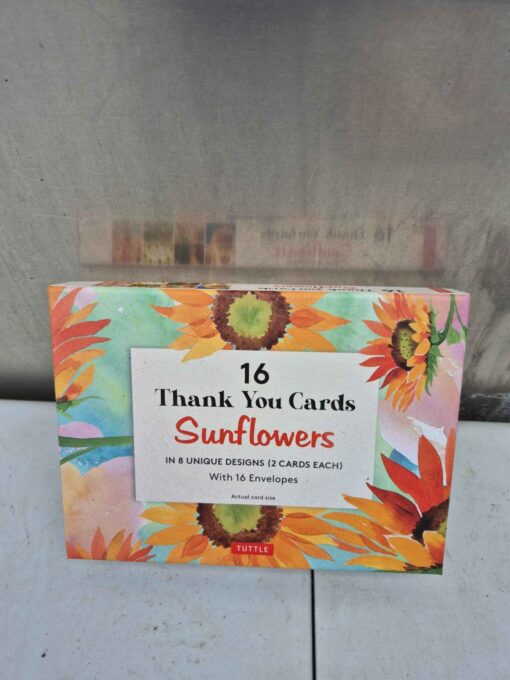 16
Thank You Cards
Sunflowers
IN 8 UNIQUE DESIGNS (2 CARDS EACH)
With 16 Envelopes
Actual card size
TUTTLE